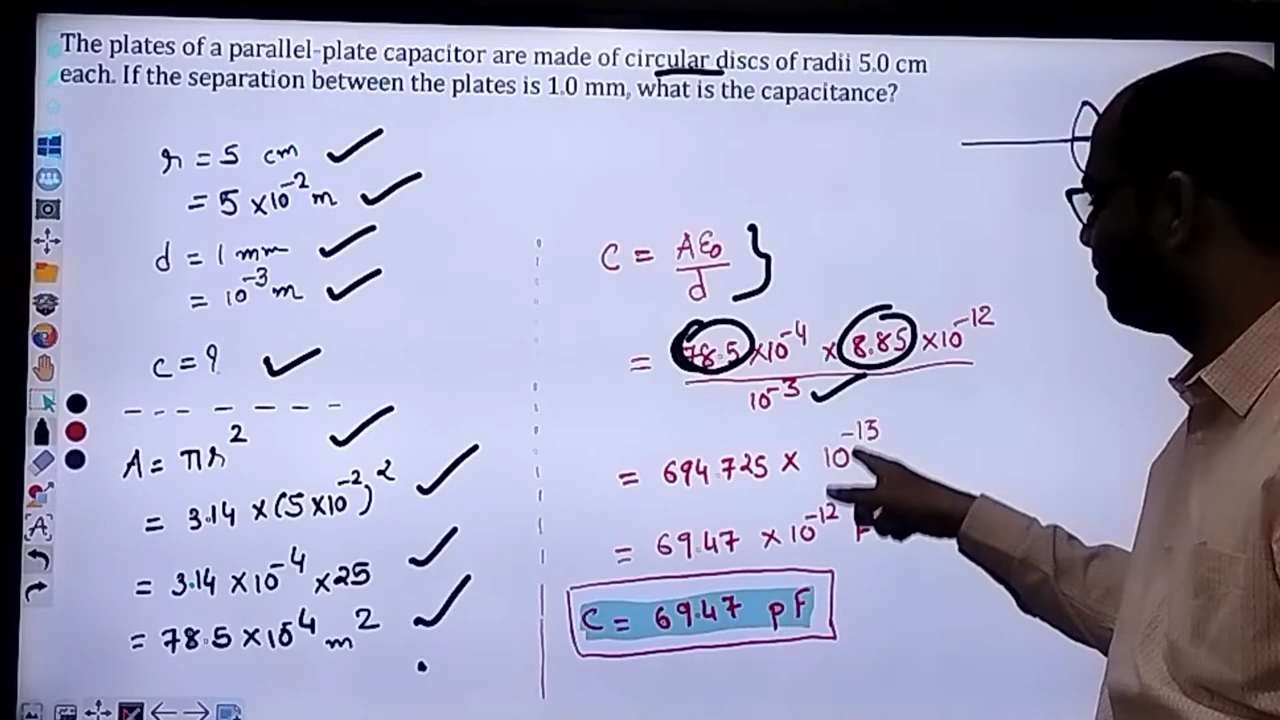 The plates of a parallel-plate capacitor are made of circular discs of radii 5.0 cm
each. If the separation between the plates is 1.0 mm, what is the capacitance?
r = 5 cm
= 5 ×10⁻² m
d = 1 mm
= 10⁻³ m
C = ?
A = πr²
= 3.14 × (5 ×10⁻²)²
= 3.14 ×10⁻⁴ ×25
= 78.5 ×10⁻⁴ m²
C = Aε₀/d
= 78.5 ×10⁻⁴ × 8.85 ×10⁻¹² / 10⁻³
= 694.725 × 10⁻¹³
= 69.47 ×10⁻¹² F
C = 69.47 pF